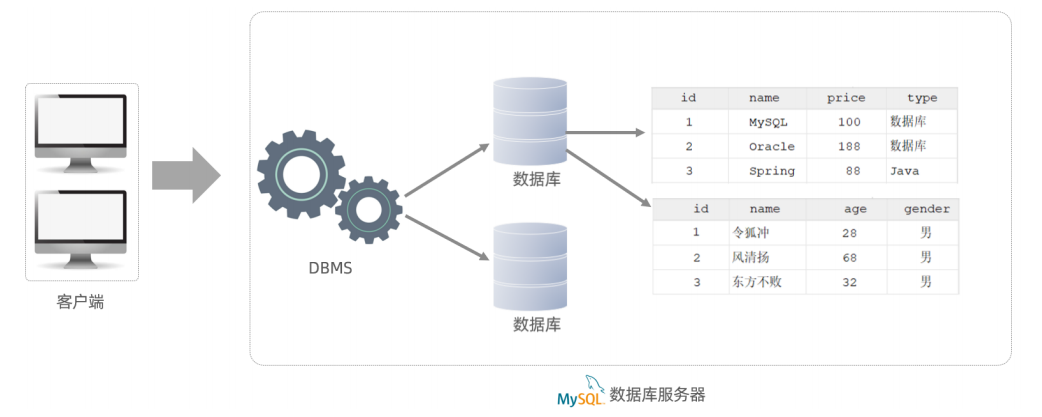 客户端
DBMS
数据库
数据库
id name price type
1 MySQL 100 数据库
2 Oracle 188 数据库
3 Spring 88 Java
id name age gender
1 令狐冲 28 男
2 风清扬 68 男
3 东方不败 32 男
MySQL 数据库服务器